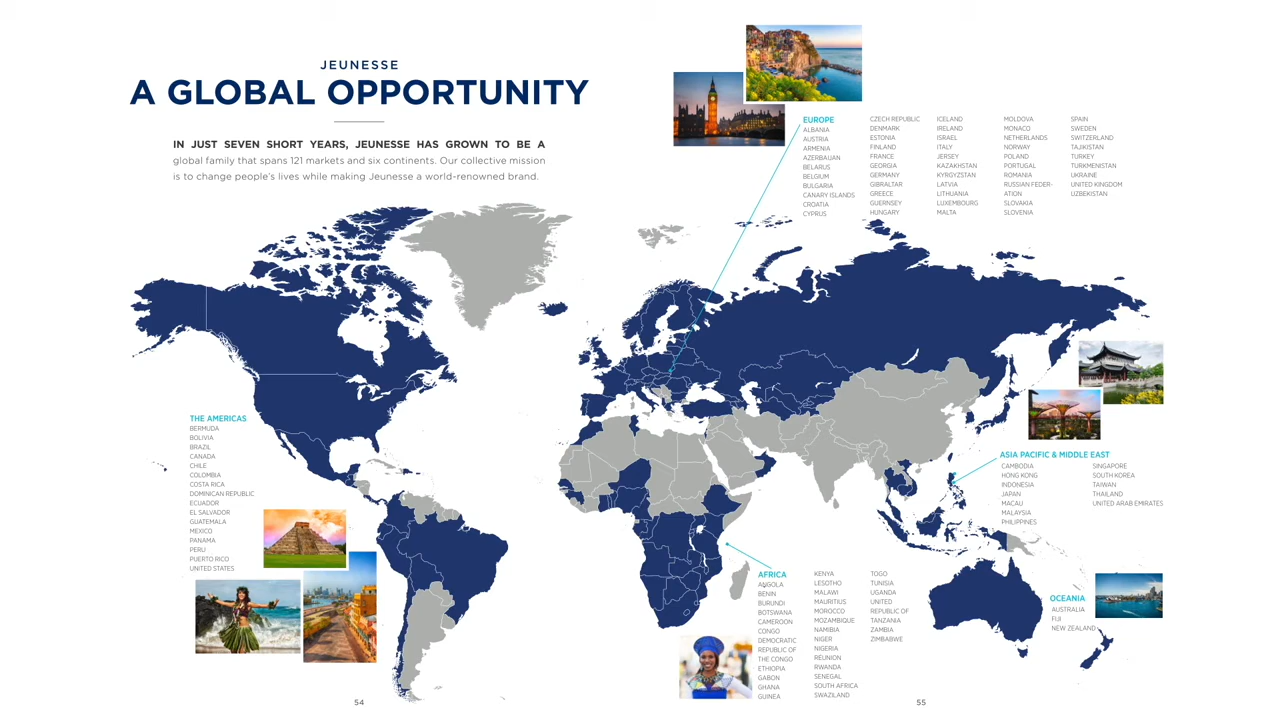 JEUNESSE
A GLOBAL OPPORTUNITY
IN JUST SEVEN SHORT YEARS, JEUNESSE HAS GROWN TO BE A
global family that spans 121 markets and six continents. Our collective mission
is to change people's lives while making Jeunesse a world-renowned brand.
EUROPE
ALBANIA
AUSTRIA
ARMENIA
AZERBAIJAN
BELARUS
BELGIUM
BULGARIA
CANARY ISLANDS
CROATIA
CYPRUS
CZECH REPUBLIC
DENMARK
ESTONIA
FINLAND
FRANCE
GEORGIA
GERMANY
GIBRALTAR
GREECE
GUERNSEY
HUNGARY
ICELAND
IRELAND
ISRAEL
ITALY
JERSEY
KAZAKHSTAN
KYRGYZSTAN
LATVIA
LITHUANIA
LUXEMBOURG
MALTA
MOLDOVA
MONACO
NETHERLANDS
NORWAY
POLAND
PORTUGAL
ROMANIA
RUSSIAN FEDER-
ATION
SLOVAKIA
SLOVENIA
SPAIN
SWEDEN
SWITZERLAND
TAJIKISTAN
TURKEY
TURKMENISTAN
UKRAINE
UNITED KINGDOM
UZBEKISTAN
THE AMERICAS
BERMUDA
BOLIVIA
BRAZIL
CANADA
CHILE
COLOMBIA
COSTA RICA
DOMINICAN REPUBLIC
ECUADOR
EL SALVADOR
GUATEMALA
MEXICO
PANAMA
PERU
PUERTO RICO
UNITED STATES
ASIA PACIFIC & MIDDLE EAST
CAMBODIA
HONG KONG
INDONESIA
JAPAN
MACAU
MALAYSIA
PHILIPPINES
SINGAPORE
SOUTH KOREA
TAIWAN
THAILAND
UNITED ARAB EMIRATES
AFRICA
ANGOLA
BENIN
BURUNDI
BOTSWANA
CAMEROON
CONGO
DEMOCRATIC
REPUBLIC OF
THE CONGO
ETHIOPIA
GABON
GHANA
GUINEA
KENYA
LESOTHO
MALAWI
MAURITIUS
MOROCCO
MOZAMBIQUE
NAMIBIA
NIGER
NIGERIA
REUNION
RWANDA
SENEGAL
SOUTH AFRICA
SWAZILAND
TOGO
TUNISIA
UGANDA
UNITED
REPUBLIC OF
TANZANIA
ZAMBIA
ZIMBABWE
OCEANIA
AUSTRALIA
FIJI
NEW ZEALAND
54
55